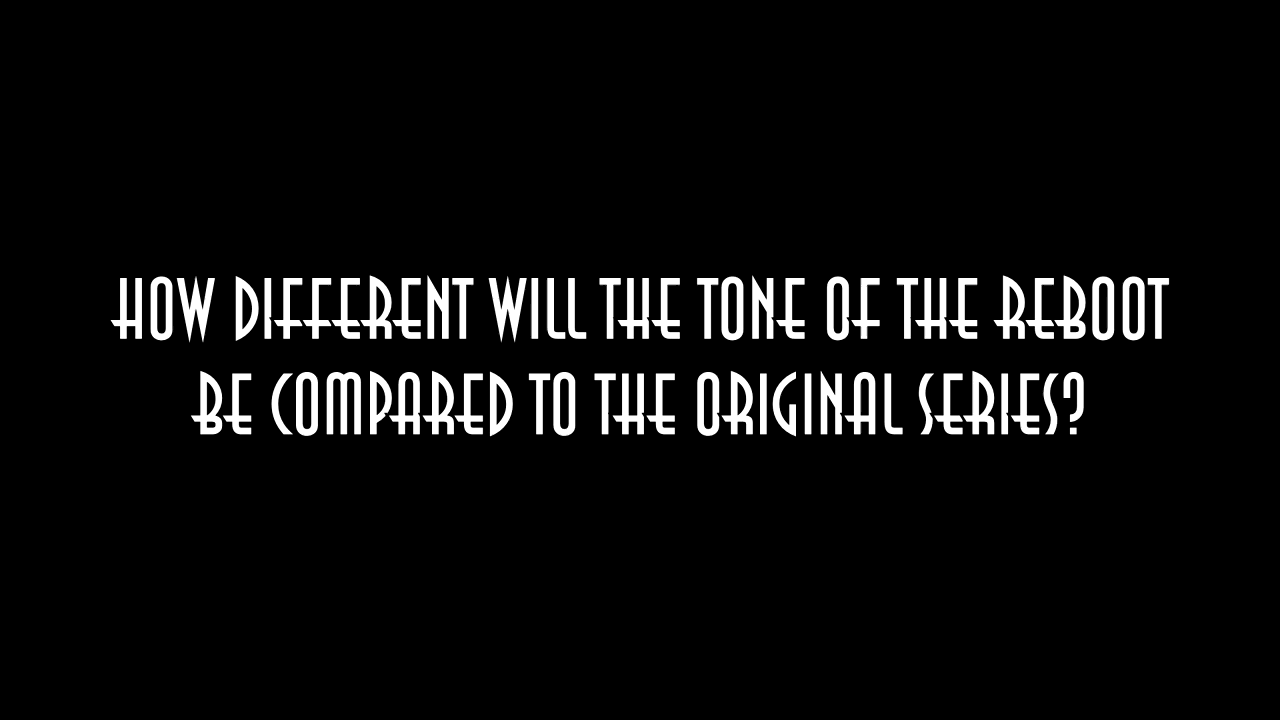 HOW DIFFERENT WILL THE TONE OF THE REBOOT
BE COMPARED TO THE ORIGINAL SERIES?